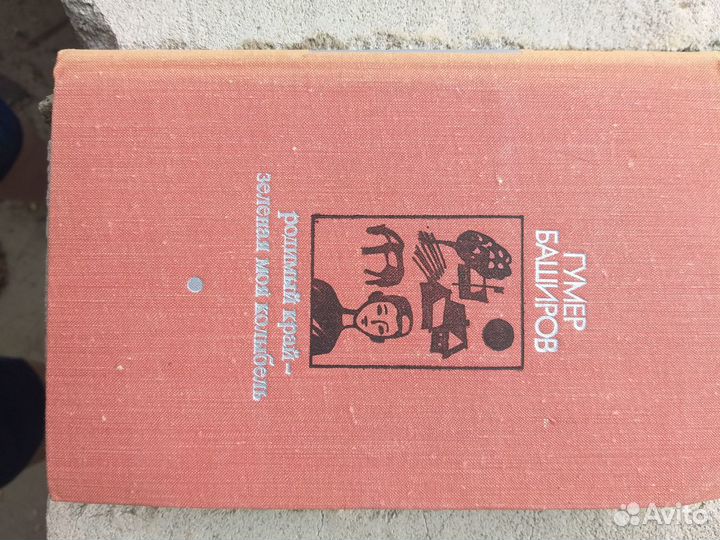 ГУМЕР
БАШИРОВ
родимый край –
зеленая моя колыбель
Avito